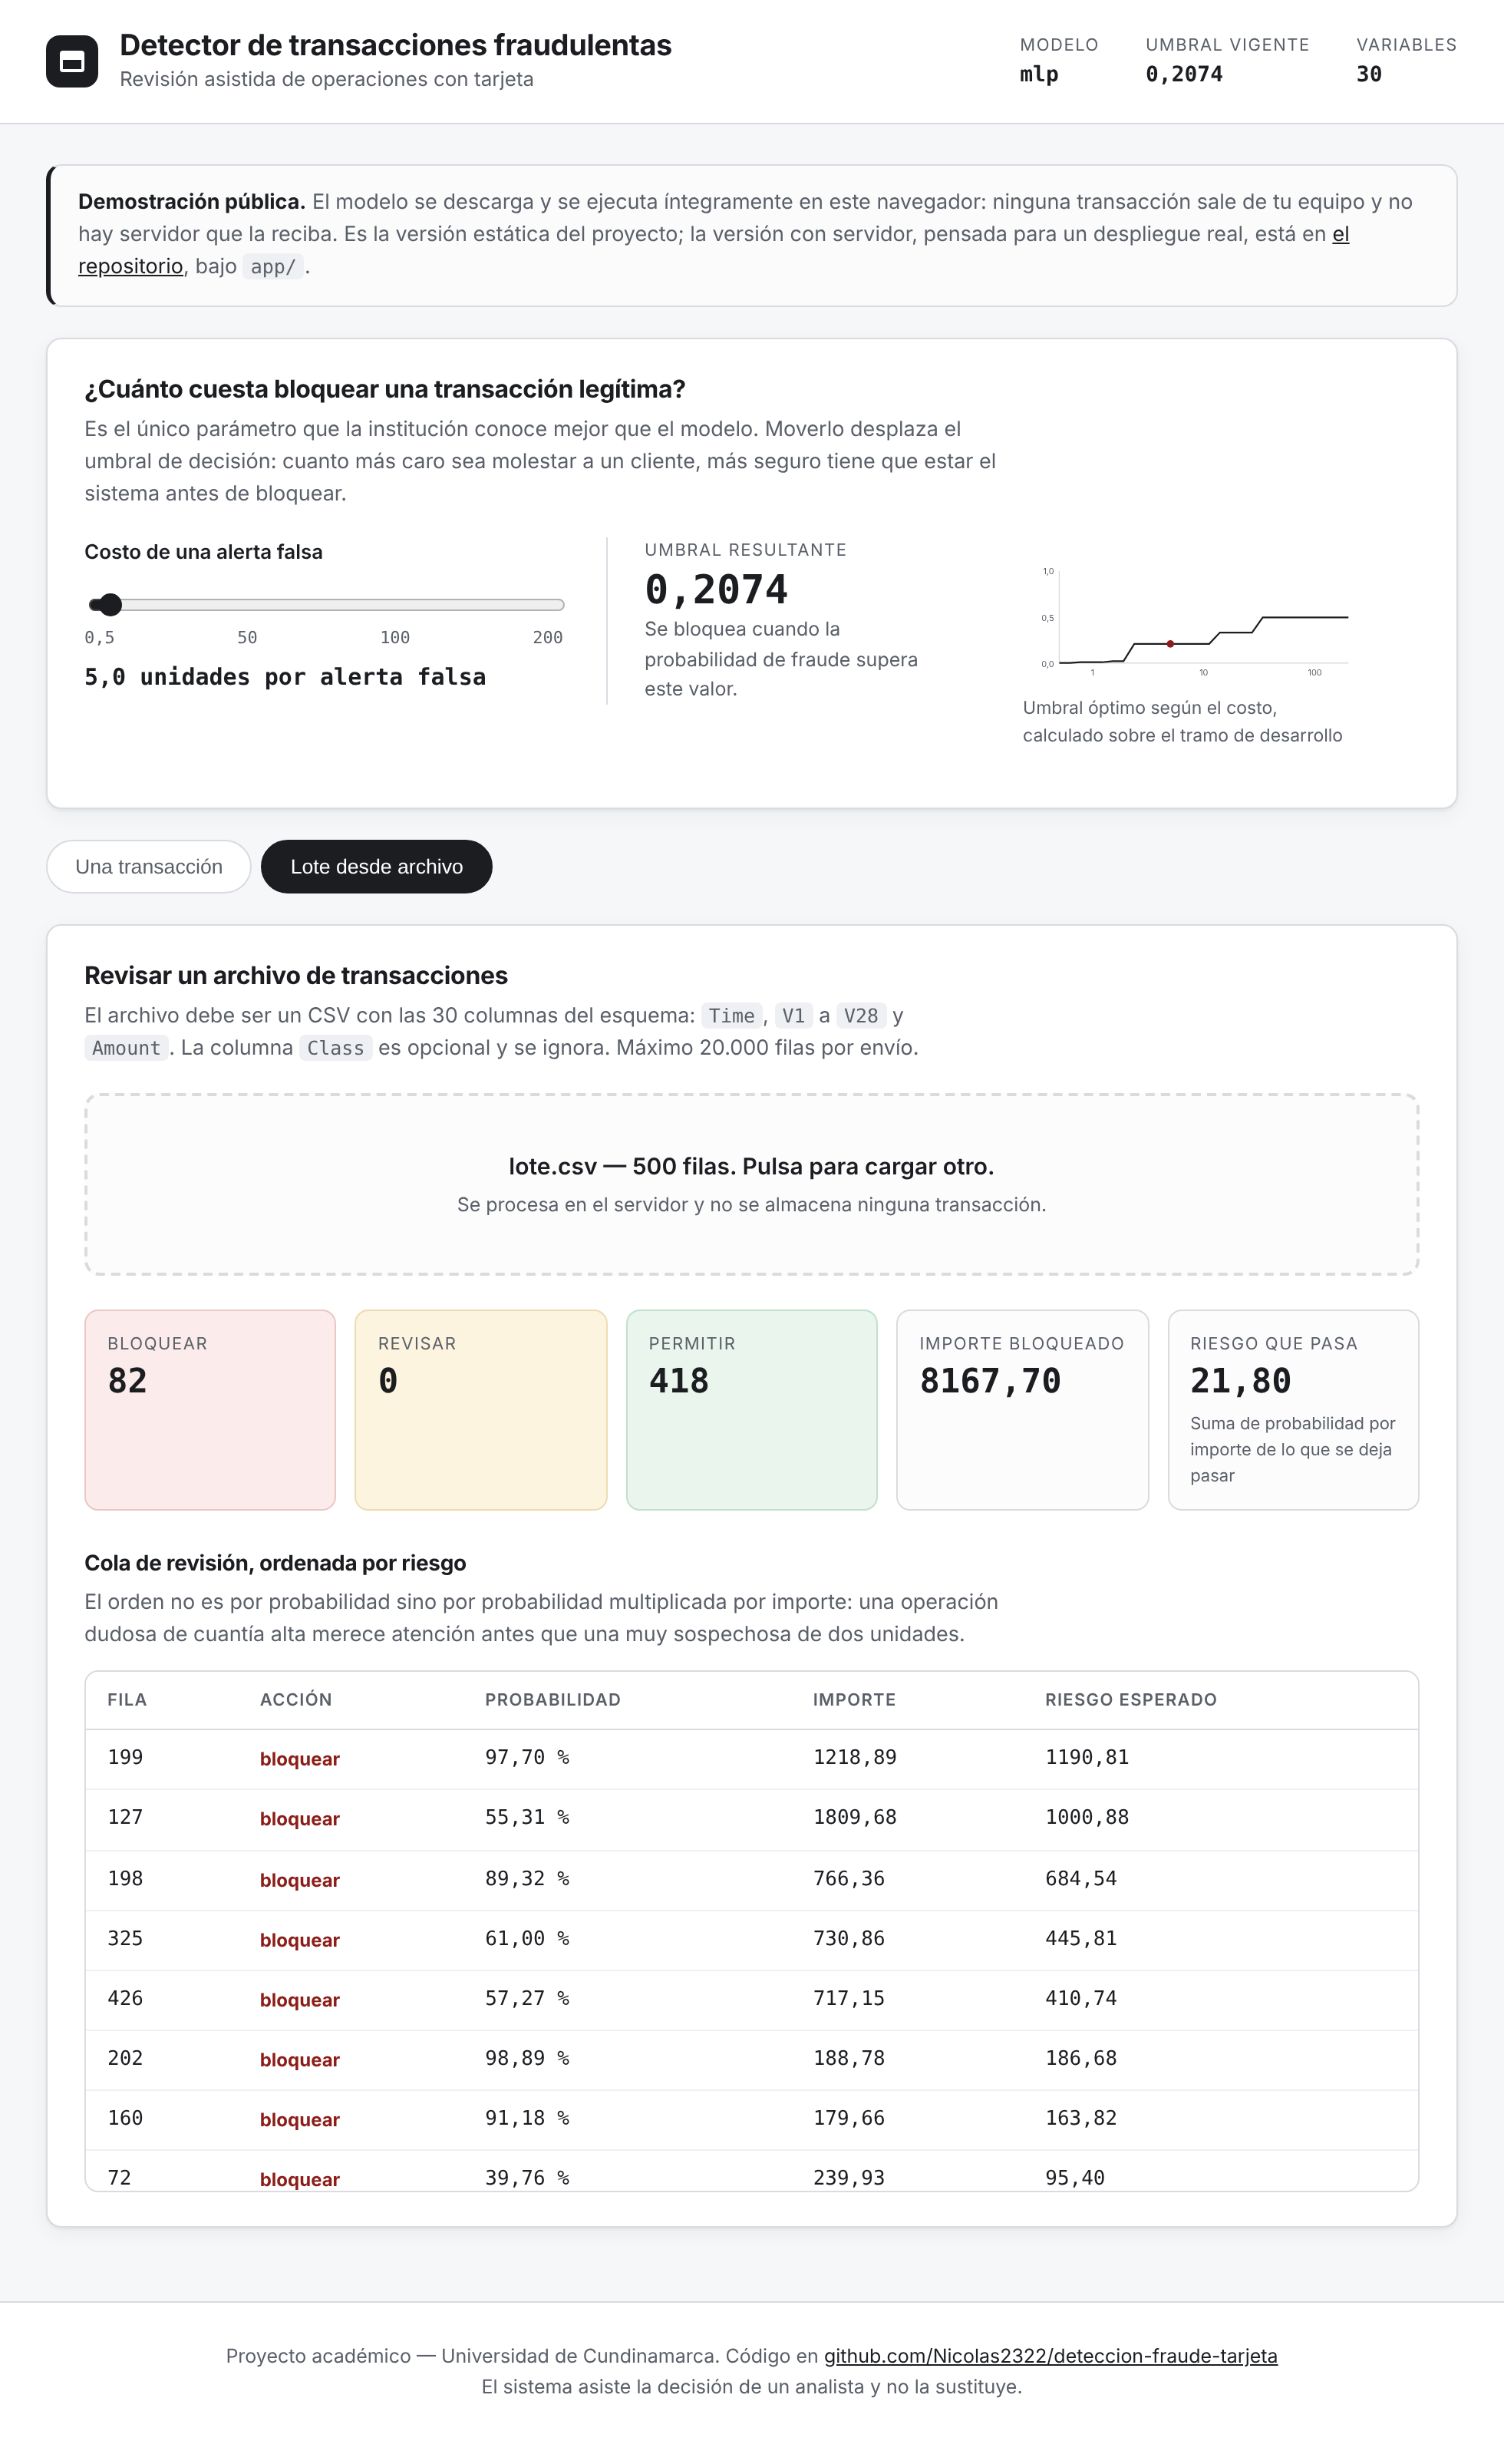 Detector de transacciones fraudulentas
Revisión asistida de operaciones con tarjeta
MODELO
mlp
UMBRAL VIGENTE
0,2074
VARIABLES
30
Demostración pública. El modelo se descarga y se ejecuta íntegramente en este navegador: ninguna transacción sale de tu equipo y no
hay servidor que la reciba. Es la versión estática del proyecto; la versión con servidor, pensada para un despliegue real, está en el
repositorio, bajo app/.
¿Cuánto cuesta bloquear una transacción legítima?
Es el único parámetro que la institución conoce mejor que el modelo. Moverlo desplaza el
umbral de decisión: cuanto más caro sea molestar a un cliente, más seguro tiene que estar el
sistema antes de bloquear.
Costo de una alerta falsa
0,5 50 100 200
5,0 unidades por alerta falsa
UMBRAL RESULTANTE
0,2074
Se bloquea cuando la
probabilidad de fraude supera
este valor.
1,0
0,5
0,0
1 10 100
Umbral óptimo según el costo,
calculado sobre el tramo de desarrollo
Una transacción
Lote desde archivo
Revisar un archivo de transacciones
El archivo debe ser un CSV con las 30 columnas del esquema: Time, V1 a V28 y
Amount. La columna Class es opcional y se ignora. Máximo 20.000 filas por envío.
lote.csv — 500 filas. Pulsa para cargar otro.
Se procesa en el servidor y no se almacena ninguna transacción.
BLOQUEAR
82
REVISAR
0
PERMITIR
418
IMPORTE BLOQUEADO
8167,70
RIESGO QUE PASA
21,80
Suma de probabilidad por
importe de lo que se deja
pasar
Cola de revisión, ordenada por riesgo
El orden no es por probabilidad sino por probabilidad multiplicada por importe: una operación
dudosa de cuantía alta merece atención antes que una muy sospechosa de dos unidades.
FILA ACCIÓN PROBABILIDAD IMPORTE RIESGO ESPERADO
199 bloquear 97,70 % 1218,89 1190,81
127 bloquear 55,31 % 1809,68 1000,88
198 bloquear 89,32 % 766,36 684,54
325 bloquear 61,00 % 730,86 445,81
426 bloquear 57,27 % 717,15 410,74
202 bloquear 98,89 % 188,78 186,68
160 bloquear 91,18 % 179,66 163,82
72 bloquear 39,76 % 239,93 95,40
Proyecto académico — Universidad de Cundinamarca. Código en github.com/Nicolas2322/deteccion-fraude-tarjeta
El sistema asiste la decisión de un analista y no la sustituye.